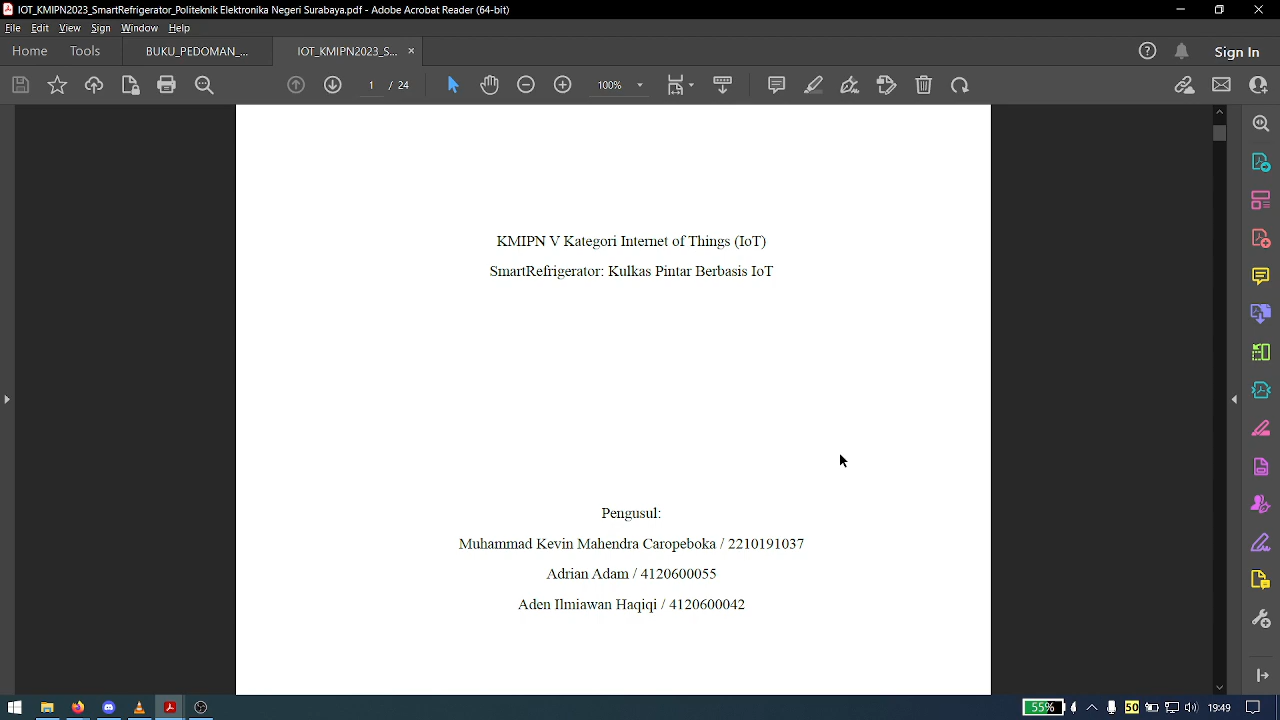 IOT_KMIPN2023_SmartRefrigerator_Politeknik Elektronika Negeri Surabaya.pdf - Adobe Acrobat Reader (64-bit)
File Edit View Sign Window Help
Home Tools BUKU_PEDOMAN_... IOT_KMIPN2023_S... × Sign In
1 / 24 100%
KMIPN V Kategori Internet of Things (IoT)
SmartRefrigerator: Kulkas Pintar Berbasis IoT
Pengusul:
Muhammad Kevin Mahendra Caropeboka / 2210191037
Adrian Adam / 4120600055
Aden Ilmiawan Haqiqi / 4120600042
55% 50 19:49